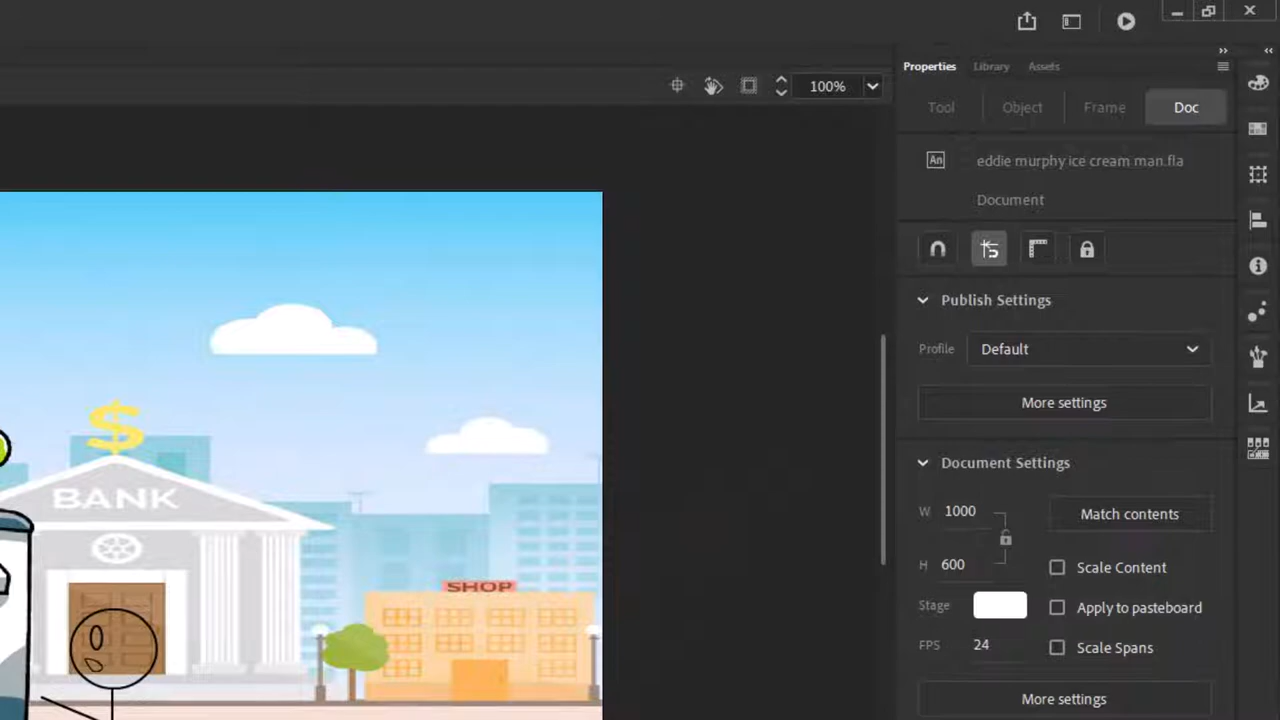 Properties Library Assets
100%
Tool Object Frame Doc
An eddie murphy ice cream man.fla
Document
Publish Settings
Profile Default
More settings
Document Settings
W 1000 Match contents
H 600 Scale Content
Stage Apply to pasteboard
FPS 24 Scale Spans
More settings
$
BANK
SHOP